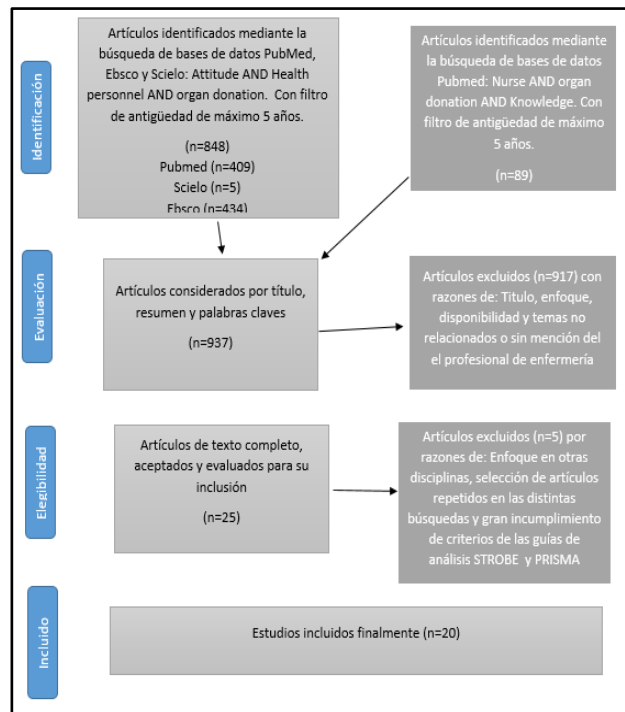 Identificación
Artículos identificados mediante la
búsqueda de bases de datos PubMed,
Ebsco y Scielo: Attitude AND Health
personnel AND organ donation. Con filtro
de antigüedad de máximo 5 años.
(n=848)
Pubmed (n=409)
Scielo (n=5)
Ebsco (n=434)
Artículos identificados mediante
la búsqueda de bases de datos
Pubmed: Nurse AND organ
donation AND Knowledge. Con
filtro de antigüedad de máximo
5 años.
(n=89)
Evaluación
Artículos considerados por título,
resumen y palabras claves
(n=937)
Artículos excluidos (n=917) con
razones de: Titulo, enfoque,
disponibilidad y temas no
relacionados o sin mención del
el profesional de enfermería
Elegibilidad
Artículos de texto completo,
aceptados y evaluados para su
inclusión
(n=25)
Artículos excluidos (n=5) por
razones de: Enfoque en otras
disciplinas, selección de artículos
repetidos en las distintas
búsquedas y gran incumplimiento
de criterios de las guías de
análisis STROBE y PRISMA
Incluido
Estudios incluidos finalmente (n=20)